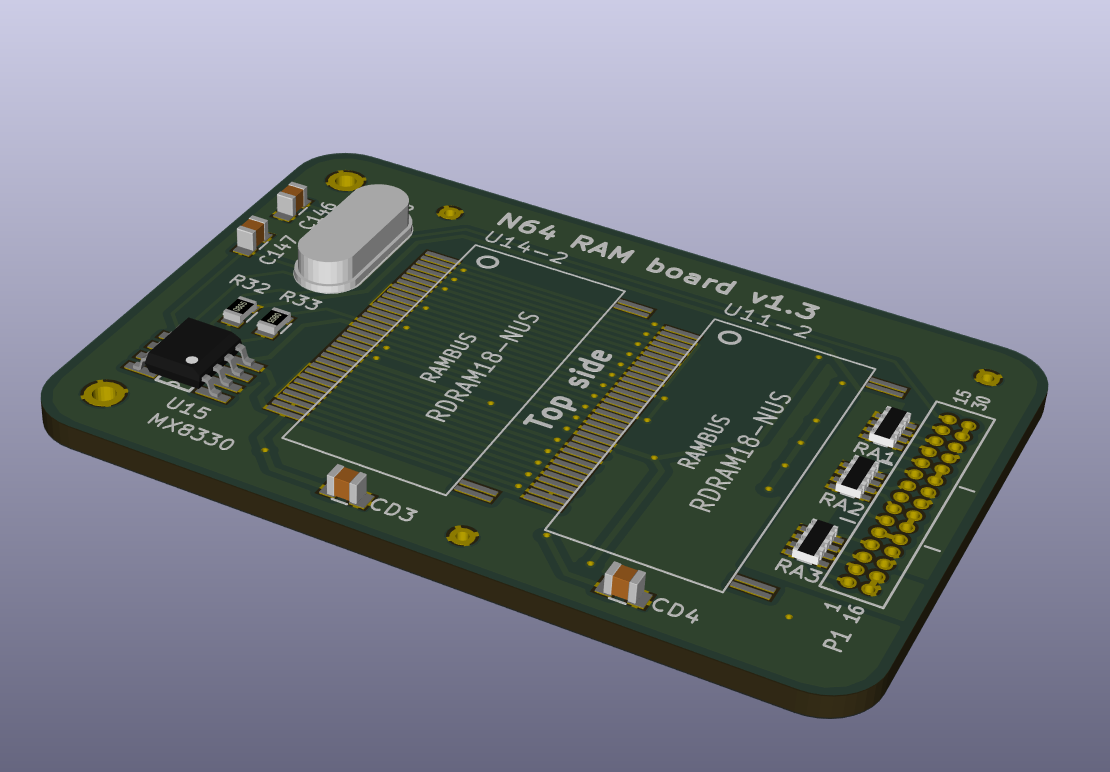 N64 RAM board v1.3
C146
C147
U14-2
R32
R33
U11-2
RAMBUS
RDRAM18-NUS
Top side
RAMBUS
RDRAM18-NUS
15
30
U15
MX8330
RA1
RA2
RA3
CD3
CD4
1
16
P1